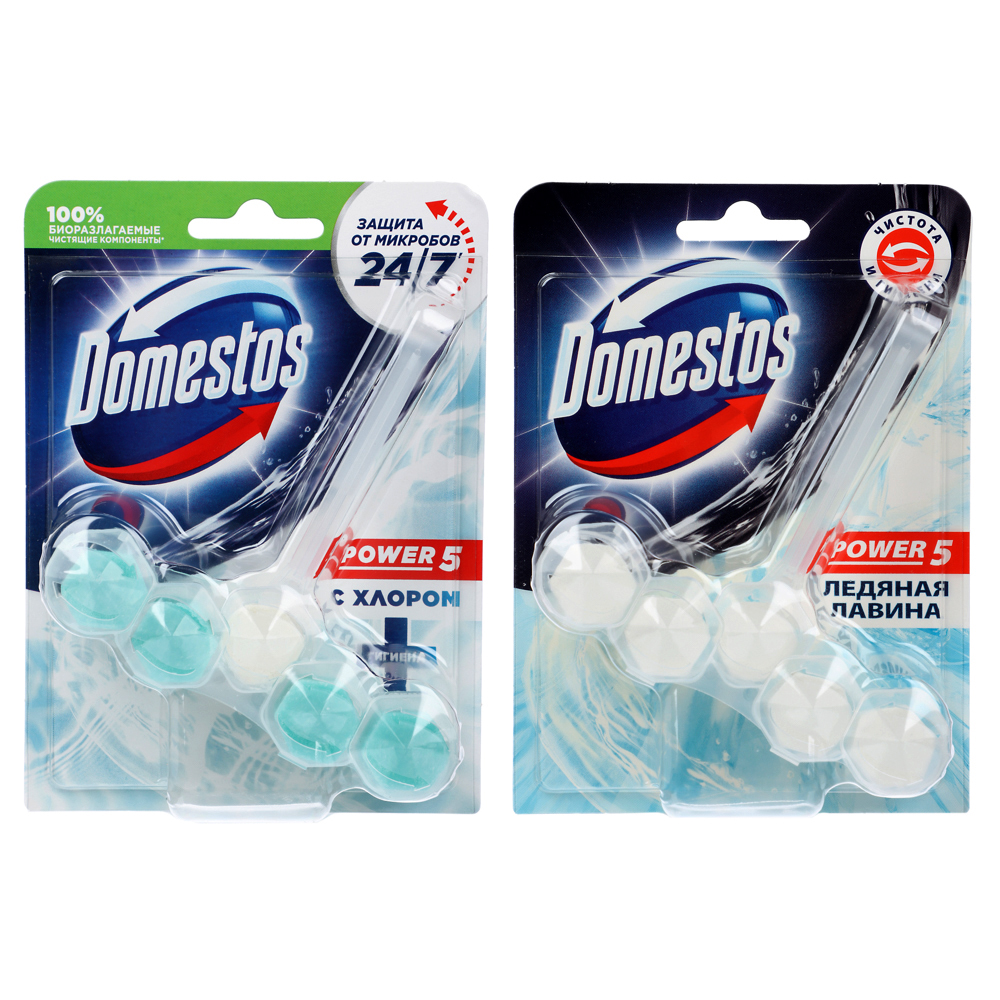 100%
БИОРАЗЛАГАЕМЫЕ
ЧИСТЯЩИЕ КОМПОНЕНТЫ*
ЗАЩИТА
ОТ МИКРОБОВ
24/7
Domestos
POWER 5
С ХЛОРОМ
ГИГИЕНА
ЧИСТОТА
Domestos
POWER 5
ЛЕДЯНАЯ
ЛАВИНА